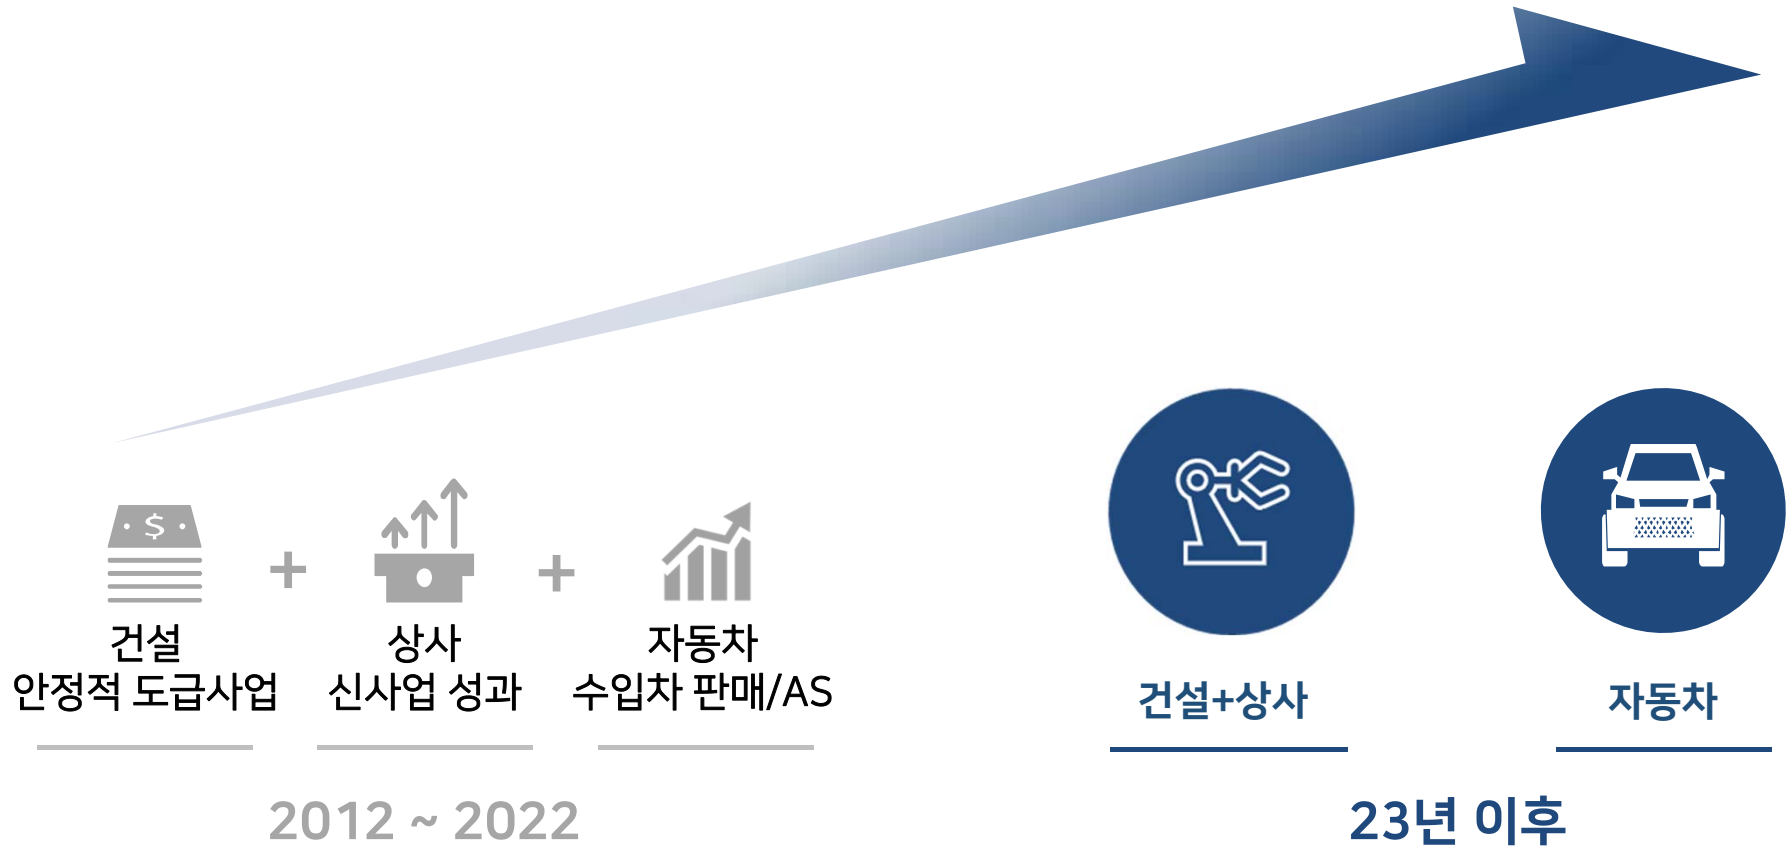 $
+
+
건설
안정적 도급사업
상사
신사업 성과
자동차
수입차 판매/AS
2012 ~ 2022
건설+상사
자동차
23년 이후